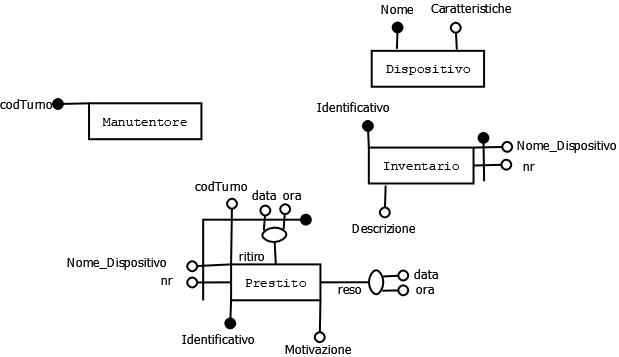 Nome
Caratteristiche
Dispositivo
codTurno
Manutentore
Identificativo
Nome_Dispositivo
Inventario
nr
Descrizione
codTurno
data
ora
Nome_Dispositivo
ritiro
nr
Prestito
reso
data
ora
Identificativo
Motivazione